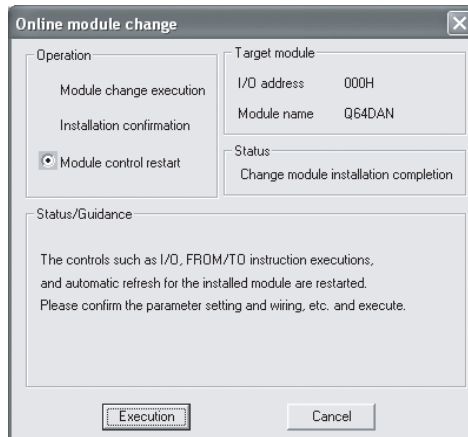 Online module change
Operation
Module change execution
Installation confirmation
Module control restart
Target module
I/O address 000H
Module name Q64DAN
Status
Change module installation completion
Status/Guidance
The controls such as I/O, FROM/TO instruction executions,
and automatic refresh for the installed module are restarted.
Please confirm the parameter setting and wiring, etc. and execute.
Execution
Cancel